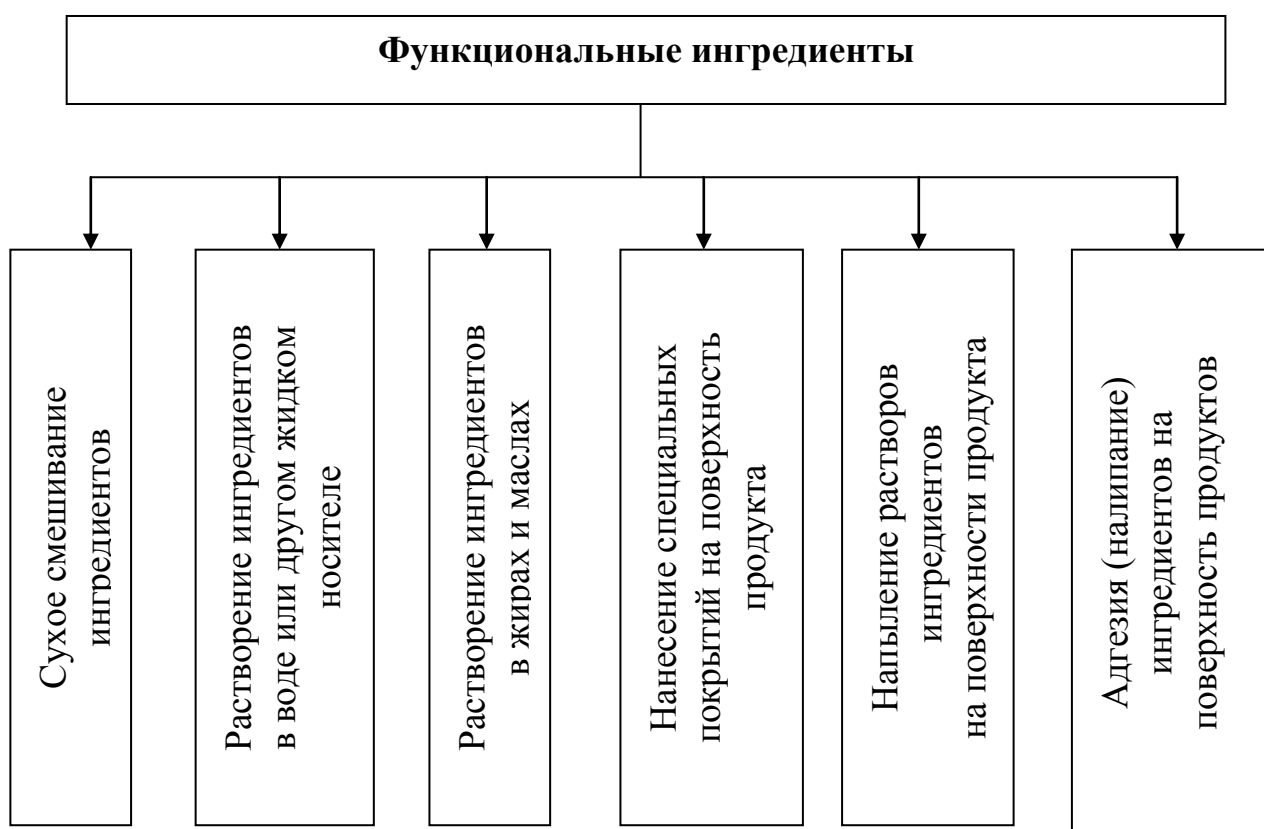 Функциональные ингредиенты
Сухое смешивание
ингредиентов
Растворение ингредиентов
в воде или другом жидком
носителе
Растворение ингредиентов
в жирах и маслах
Нанесение специальных
покрытий на поверхность
продукта
Напыление растворов
ингредиентов
на поверхности продукта
Адгезия (налипание)
ингредиентов на
поверхность продуктов